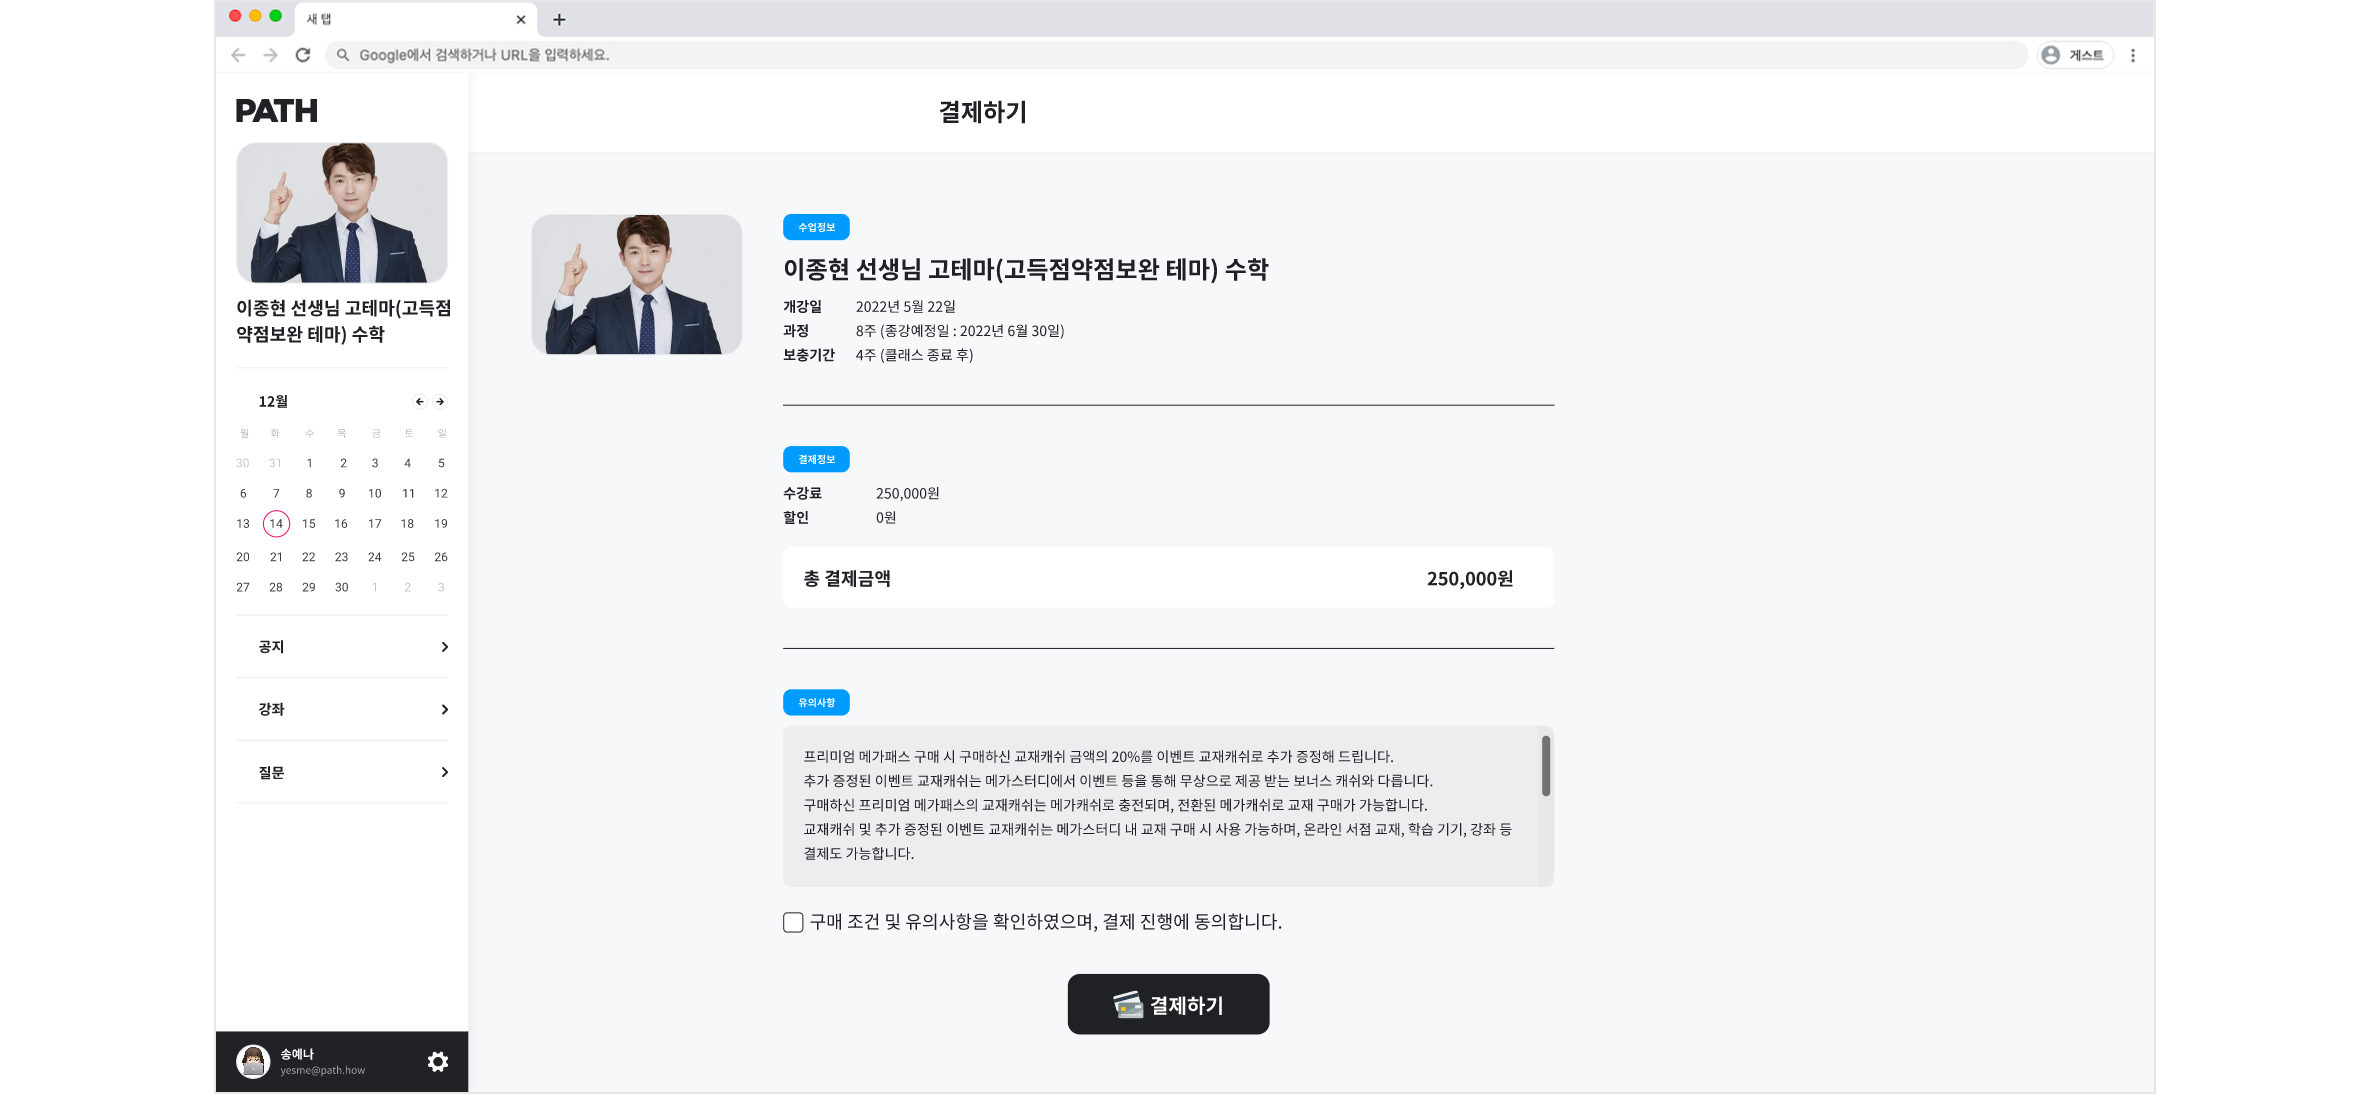 새 탭
Google에서 검색하거나 URL을 입력하세요.
게스트
PATH
이종현 선생님 고테마(고득점
약점보완 테마) 수학
12월
월 화 수 목 금 토 일
30 31 1 2 3 4 5
6 7 8 9 10 11 12
13 14 15 16 17 18 19
20 21 22 23 24 25 26
27 28 29 30 1 2 3
공지
강좌
질문
송예나
yesme@path.how
결제하기
수업정보
이종현 선생님 고테마(고득점약점보완 테마) 수학
개강일 2022년 5월 22일
과정 8주 (종강예정일 : 2022년 6월 30일)
보충기간 4주 (클래스 종료 후)
결제정보
수강료 250,000원
할인 0원
총 결제금액 250,000원
유의사항
프리미엄 메가패스 구매 시 구매하신 교재캐쉬 금액의 20%를 이벤트 교재캐쉬로 추가 증정해 드립니다.
추가 증정된 이벤트 교재캐쉬는 메가스터디에서 이벤트 등을 통해 무상으로 제공 받는 보너스 캐쉬와 다릅니다.
구매하신 프리미엄 메가패스의 교재캐쉬는 메가캐쉬로 충전되며, 전환된 메가캐쉬로 교재 구매가 가능합니다.
교재캐쉬 및 추가 증정된 이벤트 교재캐쉬는 메가스터디 내 교재 구매 시 사용 가능하며, 온라인 서점 교재, 학습 기기, 강좌 등
결제도 가능합니다.
구매 조건 및 유의사항을 확인하였으며, 결제 진행에 동의합니다.
결제하기